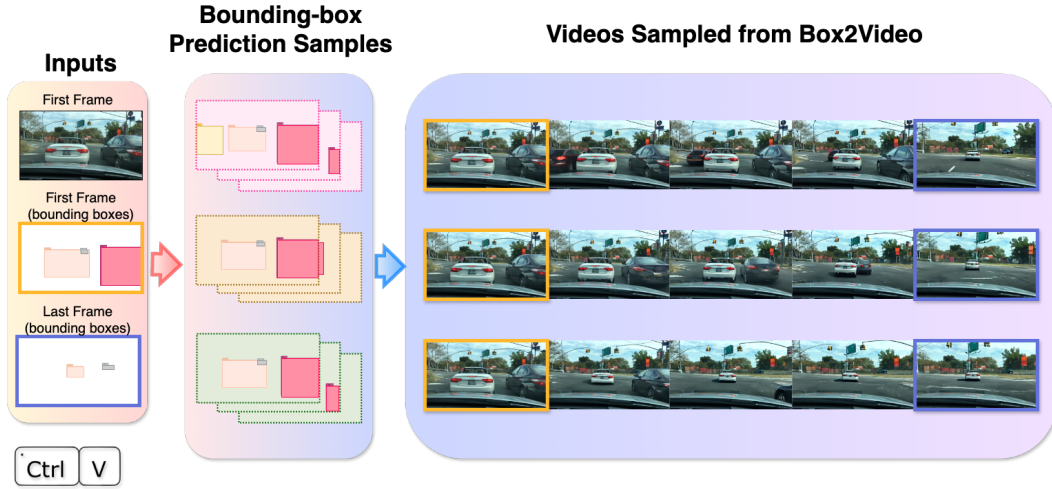 Bounding-box
Prediction Samples
Videos Sampled from Box2Video
Inputs
First Frame
First Frame
(bounding boxes)
Last Frame
(bounding boxes)
Ctrl V